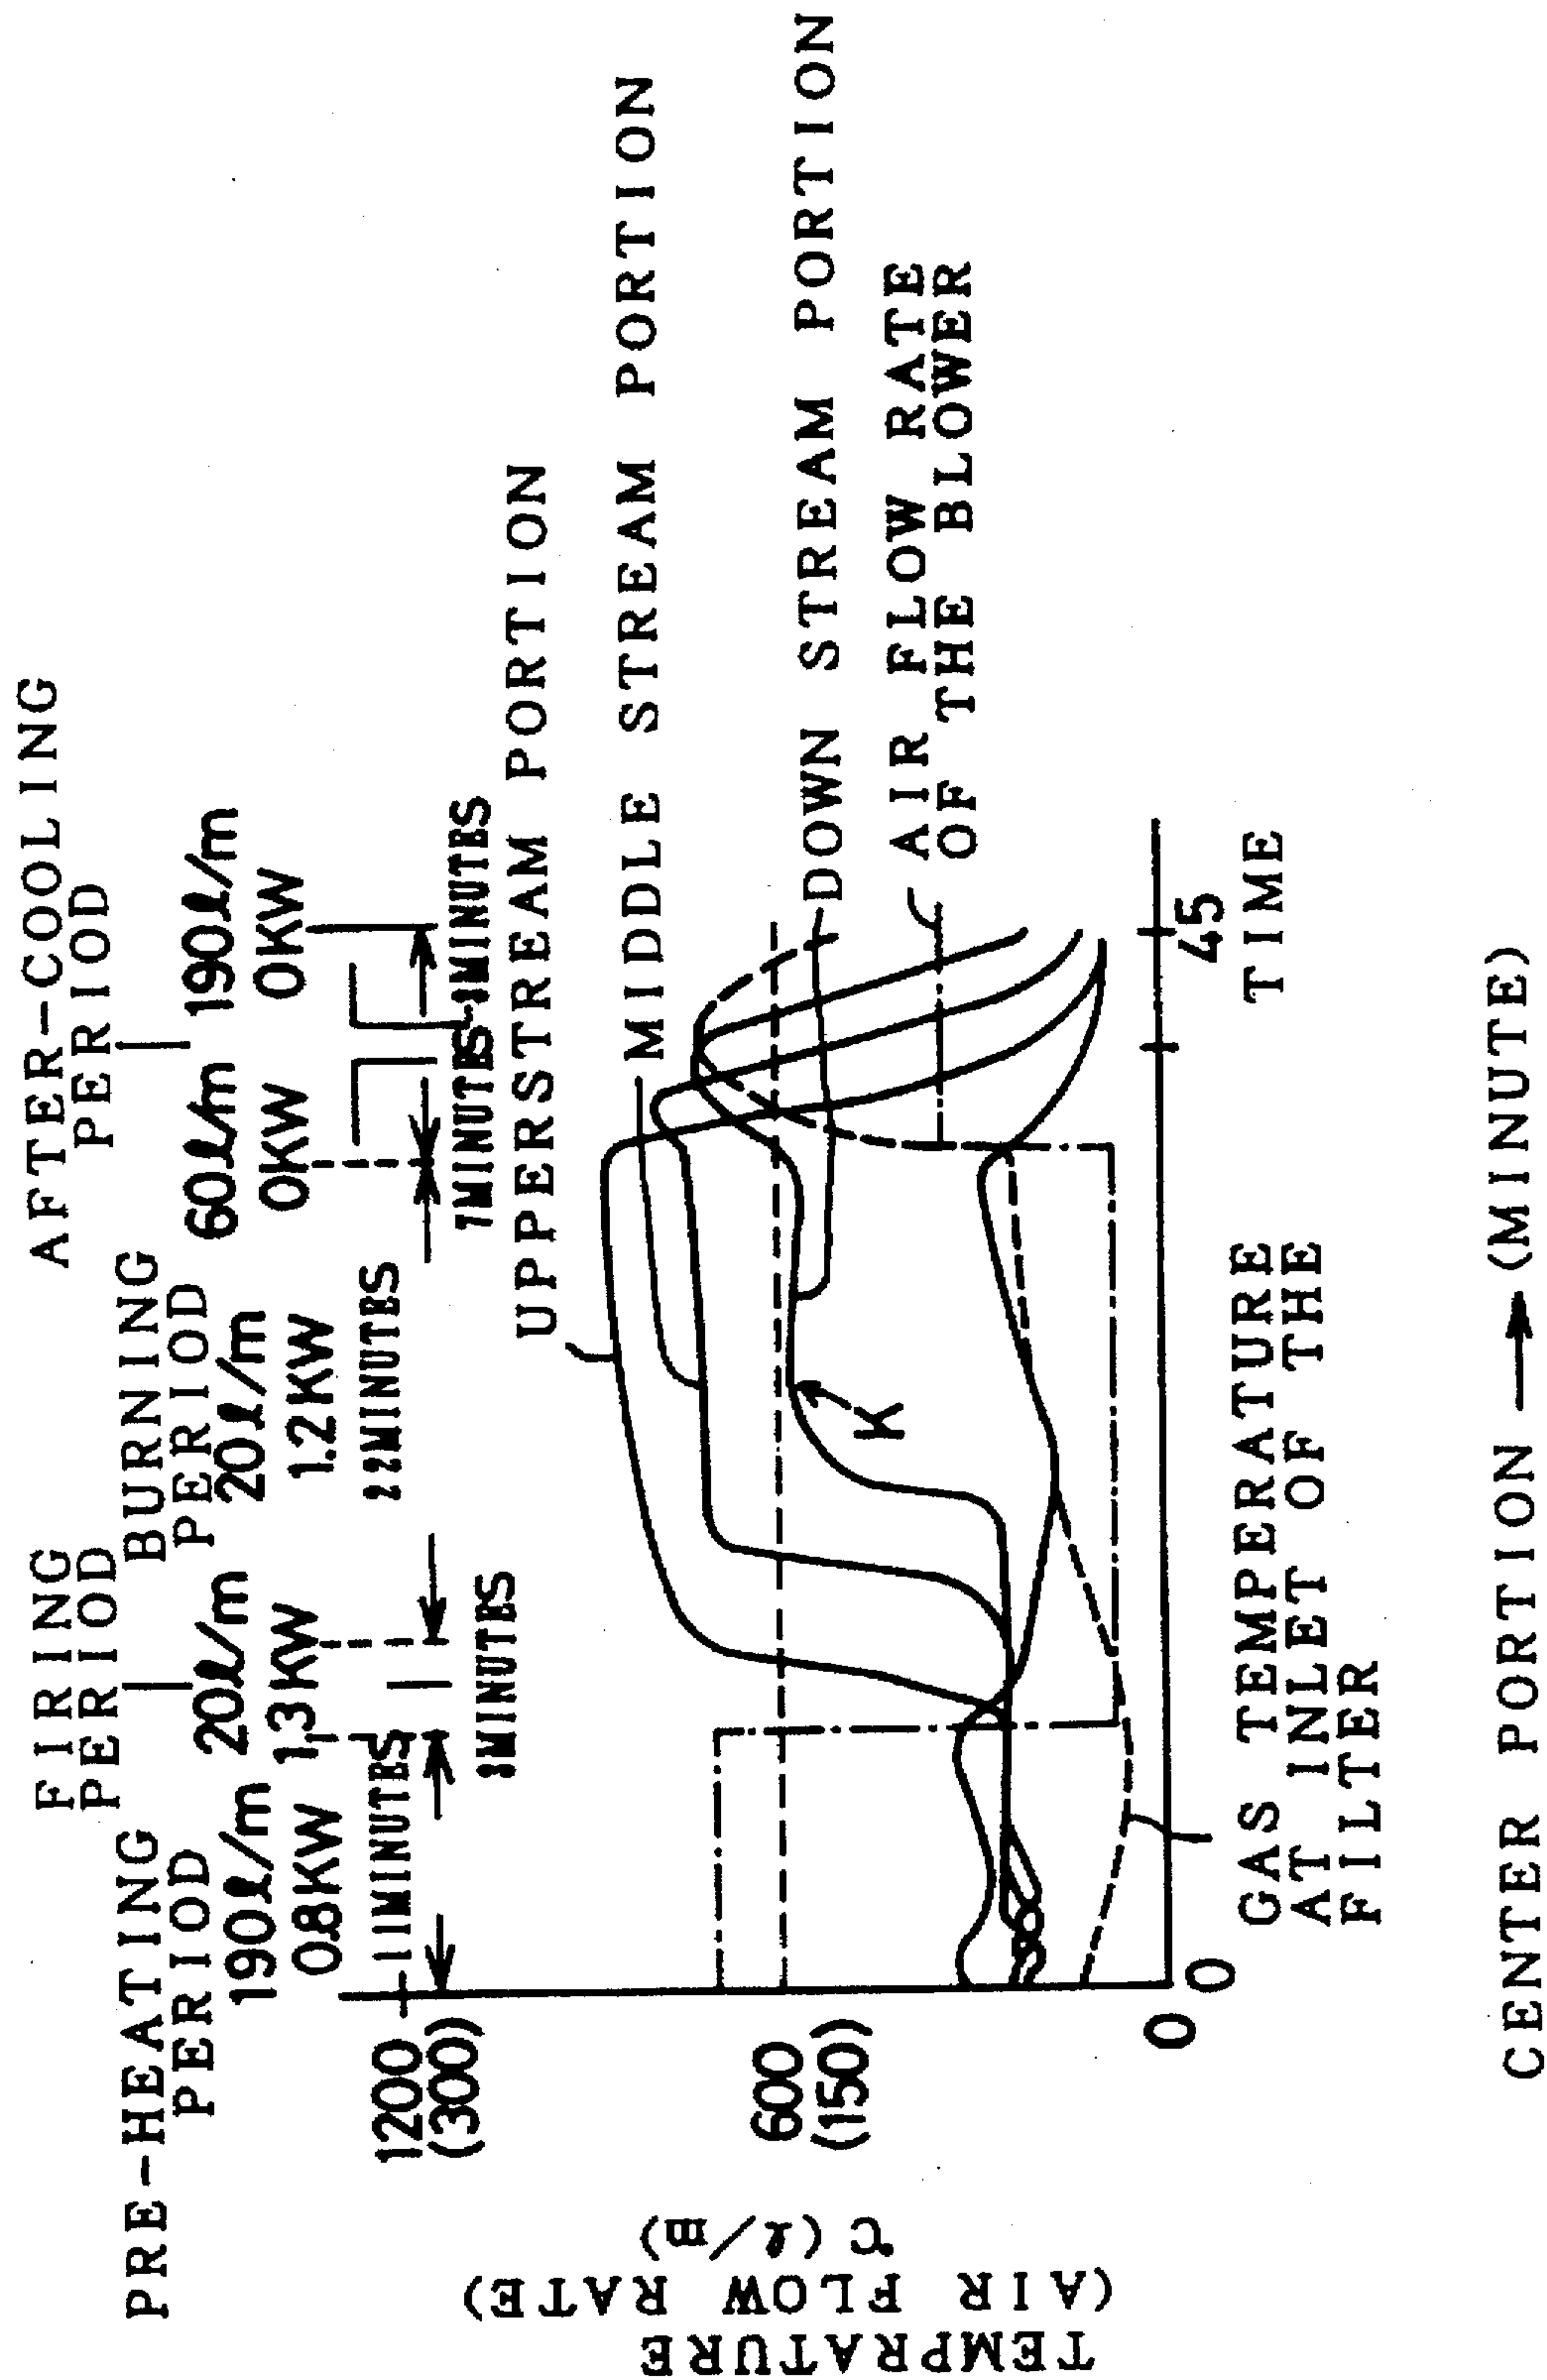 PRE-HEATING
PERIOD
190ℓ/m
0.8KW
11MINUTES
FIRING
PERIOD
20ℓ/m
1.3KW
3MINUTES
BURNING
PERIOD
20ℓ/m
1.2KW
22MINUTES
AFTER-COOLING
PERIOD
60ℓ/m
0KW
7MINUTES
190ℓ/m
0KW
UPPERSTREAM PORTION
MIDDLE STREAM PORTION
DOWN STREAM PORTION
AIR FLOW RATE
OF THE BLOWER
K
1200
(300)
600
(150)
0
0
45
TIME
GAS TEMPERATURE
AT INLET OF THE
FILTER
CENTER PORTION → (MINUTE)
TEMPRATURE
(AIR FLOW RATE)
℃(ℓ/m)